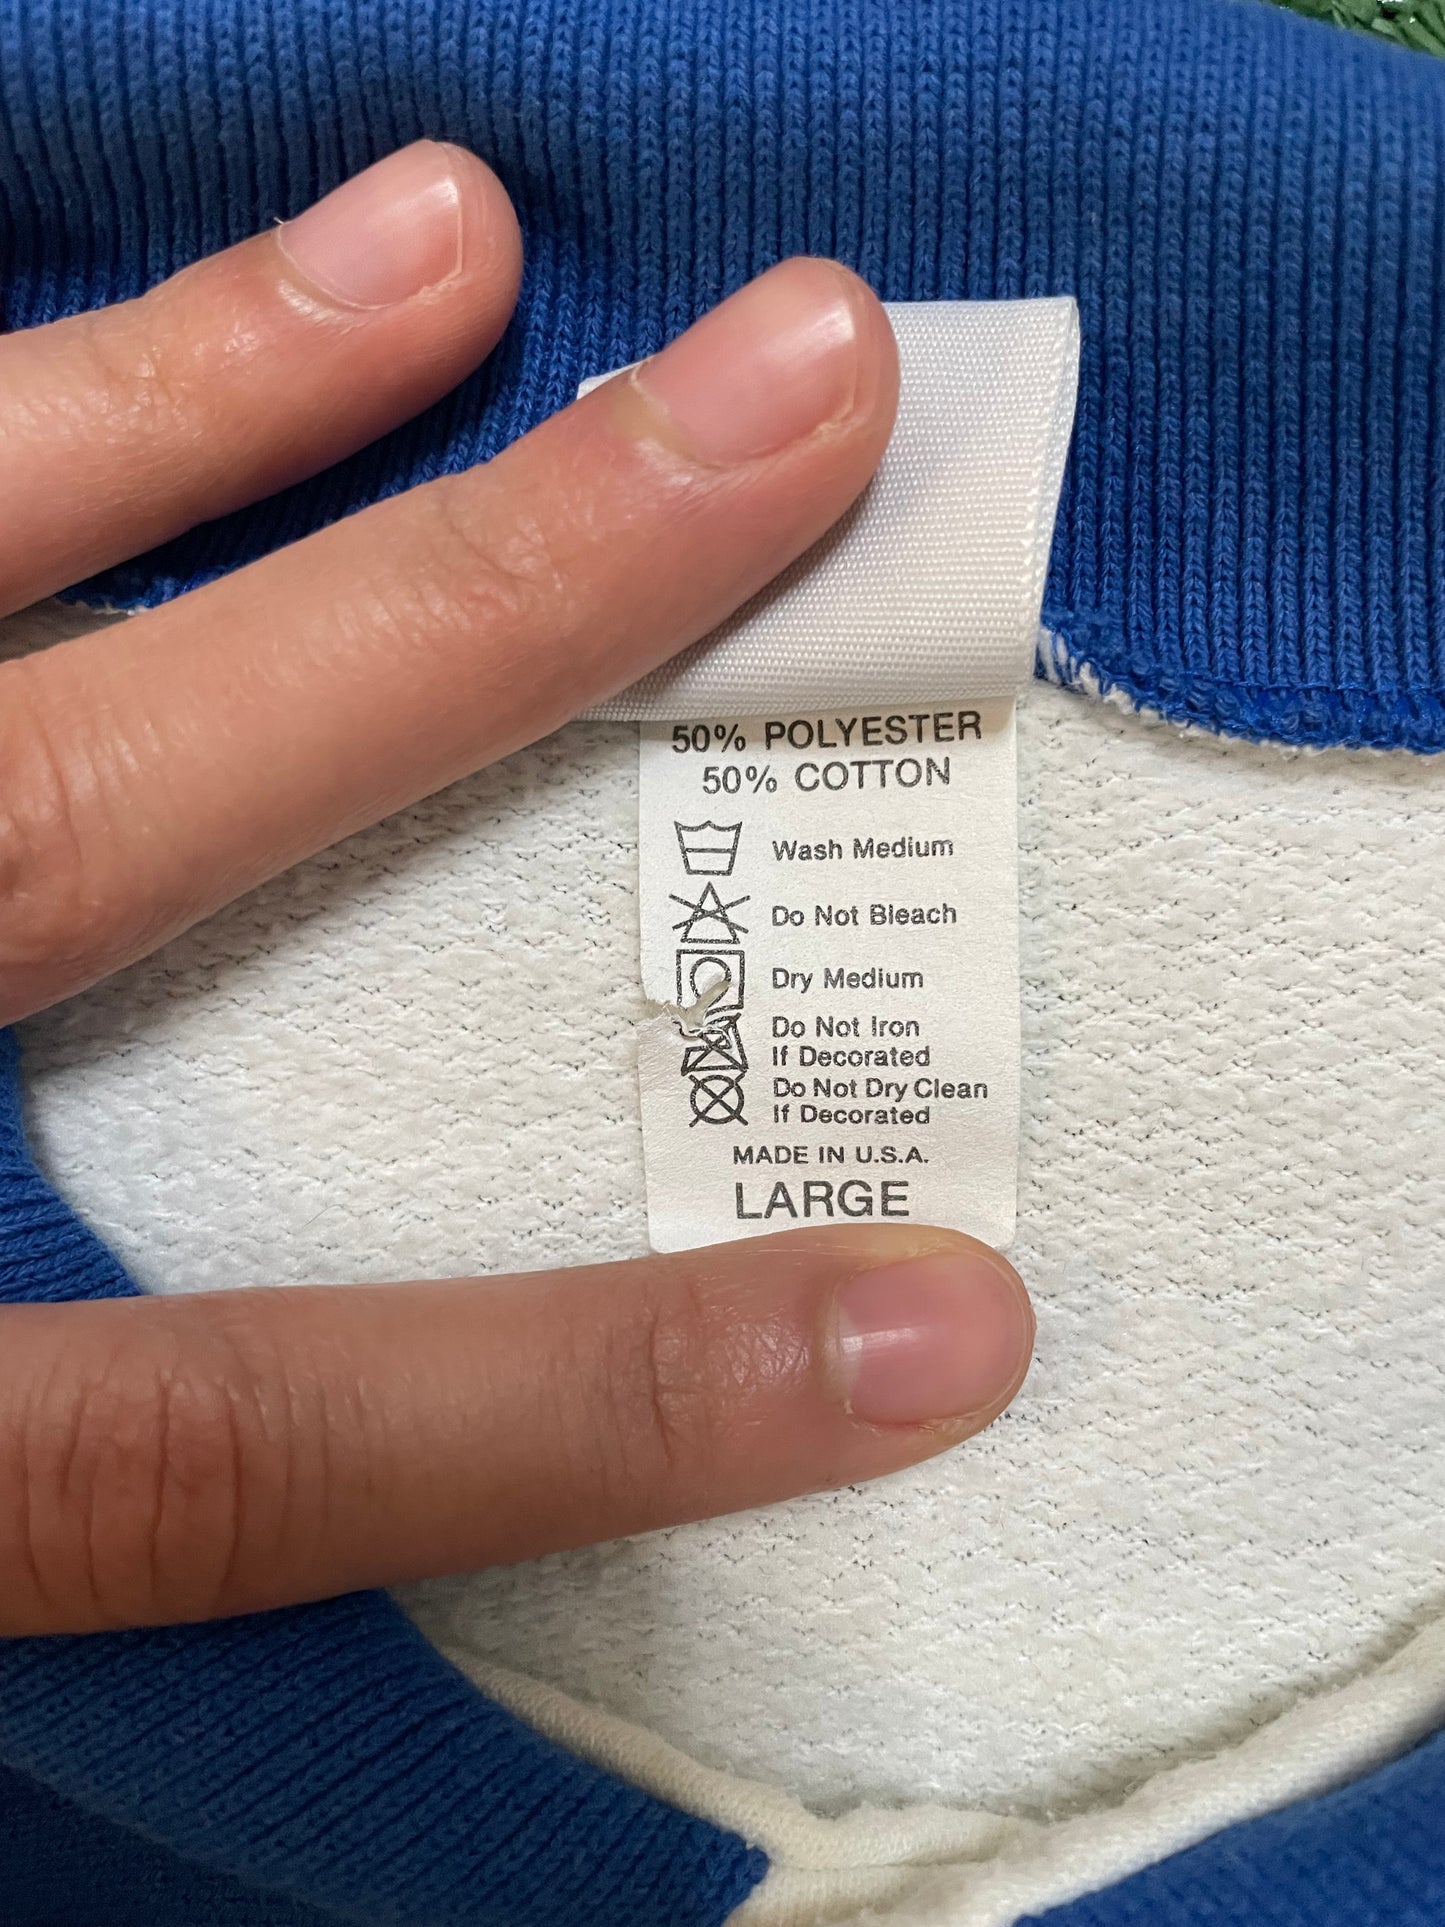 50% POLYESTER
50% COTTON
Wash Medium
Do Not Bleach
Dry Medium
Do Not Iron
If Decorated
Do Not Dry Clean
If Decorated
MADE IN U.S.A.
LARGE